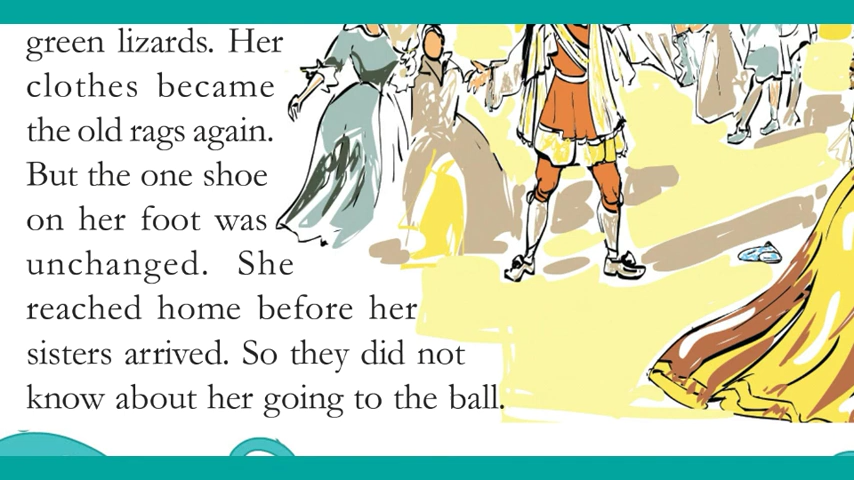 green lizards. Her
clothes became
the old rags again.
But the one shoe
on her foot was
unchanged. She
reached home before her
sisters arrived. So they did not
know about her going to the ball.